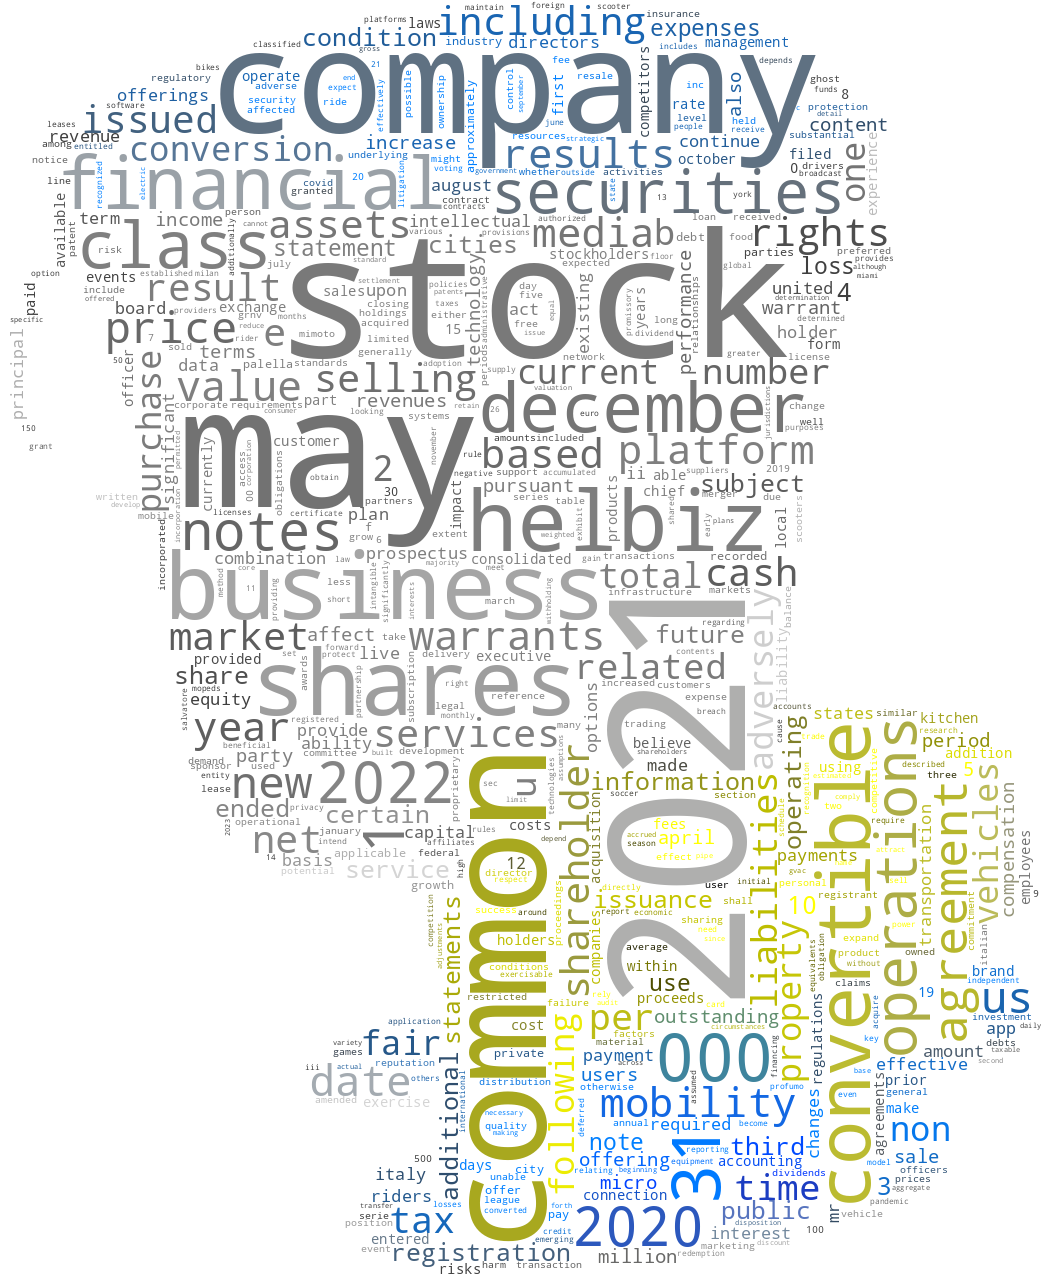 maintain foreign scooter
platforms laws including insurance
condition industry directors expenses management
classified gross includes depends
company
bikes regulatory operate adverse security affected
21 end expect ride effectively possible ownership
approximately control september first fee resale
june also rate level people inc held receive
ghost funds 8 protection detail content
offerings software leases issued revenue among entitled
conversion increase resources strategic results continue substantial
competitors october filed 0 drivers broadcast one experience
notice line financial recognized electric covid granted 20 litigation
underlying might voting government whether outside activities
contract contracts august securities state 13 york
available patent term risk class income person cannot additionally
assets statement intellectual various provisions authorized cities
mediab stockholders expected floor loan received debt food
rights parties preferred provides although miami loss
option events include offered established milan july
stock standard settlement policies patents taxes
technology administrative periods existing performance relationships global
united determination 4 warrant determined holder form license
specific paid board providers result exchange grnv months
sales upon closing holdings acquired either 15
day five act free issue equal promissory years long dividend
principal price 7 sold reduce rider e mimoto limited generally
50 officer terms data palella standards adoption supply network greater
purchase value selling current number
corporate requirements part revenues looking consumer systems retain 26
valuation december euro jurisdictions change well purposes
150 grant significant currently permitted incorporation
may customer access corporation 00 obtain obligations
2 30 partners november rule negative based support amounts included accumulated
platform ii able suppliers 2019 merger due
written develop mobile licenses certificate plan impact extent
pursuant series table weighted exhibit products chief shared subject
notes f 6 grow helbiz early plans local scooters
incorporated combination law prospectus majority consolidated gain transactions recorded
business method core 11 providing less short intangible significantly
meet march interests withholding total infrastructure cash markets
market affect take warrants 2021 regarding future contents adversely liability balance
provided set forward protect live delivery executive
share mopeds salvatore equity awards partnership shares subscription right legal monthly reference
related increased customers expense breach
year registered provide services many options trading believe shareholders
beneficial committee built development assumptions
demand sponsor used party ability
entity lease privacy new 2022 proprietary sec limit u technologies
made information section cause accounts
states similar kitchen research period addition
2023 ended operational certain rules capital costs
january intend affiliates depend acquisition
net 1 federal
14 basis applicable potential service growth high
12 director respect common shareholder
soccer accrued season fees april effect
operating trade using estimated recognition two comply schedule
convertible competitive described three 5 operations require
agreement vehicles compensation employees 9
payments gvac personal registrant
success around issuance directly user initial shall
competition adjustments statements holders proceedings companies report economic sharing
liabilities 10 property expand product without transportation owned commitment italian
conditions exercisable average within use proceeds
restricted failure rely per factors material outstanding circumstances
equivalents obligation claims brand independent
cost following 000 financing regulations 19 us investment
application variety games fair private payment across
acquire key app daily debts amount taxable second
iii actual reputation others date additional international distribution
users otherwise assumed profumo base effective prior general
amended exercise necessary quality making deferred
mobility annual required become changes even agreements make non
note 31 reporting third
500 italy days city unable relating beginning offering equipment accounting
model sale officers
transfer riders losses offer league converted micro connection dividends time
3 prices aggregate pandemic
serie position tax forth pay 2020 public
mr vehicle
entered credit emerging disposition 100 interest
event registration marketing discount
risks harm transaction million redemption